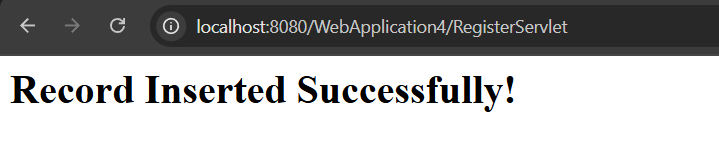 localhost:8080/WebApplication4/RegisterServlet
Record Inserted Successfully!